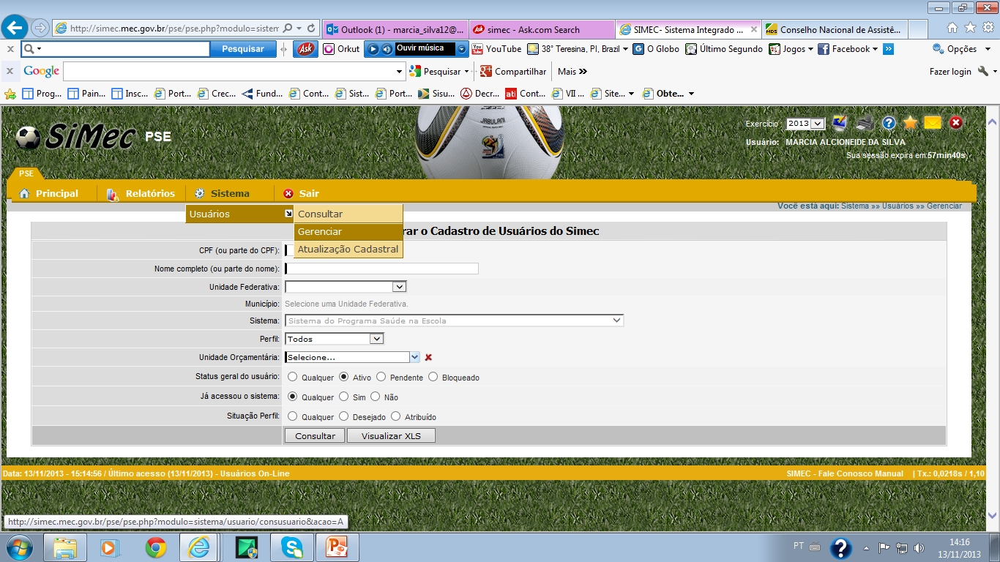 http://simec.mec.gov.br/pse/pse.php?modulo=sistem
Outlook (1) - marcia_silva12@...
simec - Ask.com Search
SIMEC- Sistema Integrado ...
MDS Conselho Nacional de Assistê...
Pesquisar
Ask
Orkut
Ouvir música
YouTube
38° Teresina, PI, Brazil
O Globo
Último Segundo
Jogos
Facebook
Opções
Google
Pesquisar
Compartilhar
Mais »
Fazer login
Prog...
Pain...
Insc...
Port...
Crec...
Fund...
Cont...
Sist...
Port...
Sisu...
Decr...
ati Cont...
VII ...
Site...
Obte...
SiMec PSE
JABULANI
Exercício : 2013
Usuário: MARCIA ALCIONEIDE DA SILVA
Sua sessão expira em:57min40s
PSE
Principal
Relatórios
Sistema
Sair
Você está aqui: Sistema »» Usuários »» Gerenciar
Usuários
Consultar
Gerenciar
Atualização Cadastral
rar o Cadastro de Usuários do Simec
CPF (ou parte do CPF):
Nome completo (ou parte do nome):
Unidade Federativa:
Município: Selecione uma Unidade Federativa.
Sistema: Sistema do Programa Saúde na Escola
Perfil: Todos
Unidade Orçamentária: Selecione...
Status geral do usuário: Qualquer Ativo Pendente Bloqueado
Já acessou o sistema: Qualquer Sim Não
Situação Perfil: Qualquer Desejado Atribuído
Consultar Visualizar XLS
Data: 13/11/2013 - 15:14:56 / Último acesso (13/11/2013) - Usuários On-Line
SIMEC - Fale Conosco Manual | Tx.: 0,0218s / 1,10
http://simec.mec.gov.br/pse/pse.php?modulo=sistema/usuario/consusuario&acao=A
PT
14:16
13/11/2013